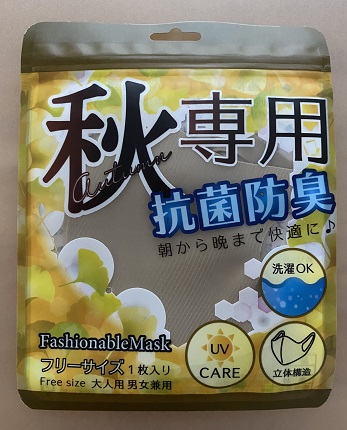 秋専用
Autumn
抗菌防臭
朝から晩まで快適に♪
洗濯OK
FashionableMask
フリーサイズ 1枚入り
Free size 大人用 男女兼用
UV
CARE
立体構造